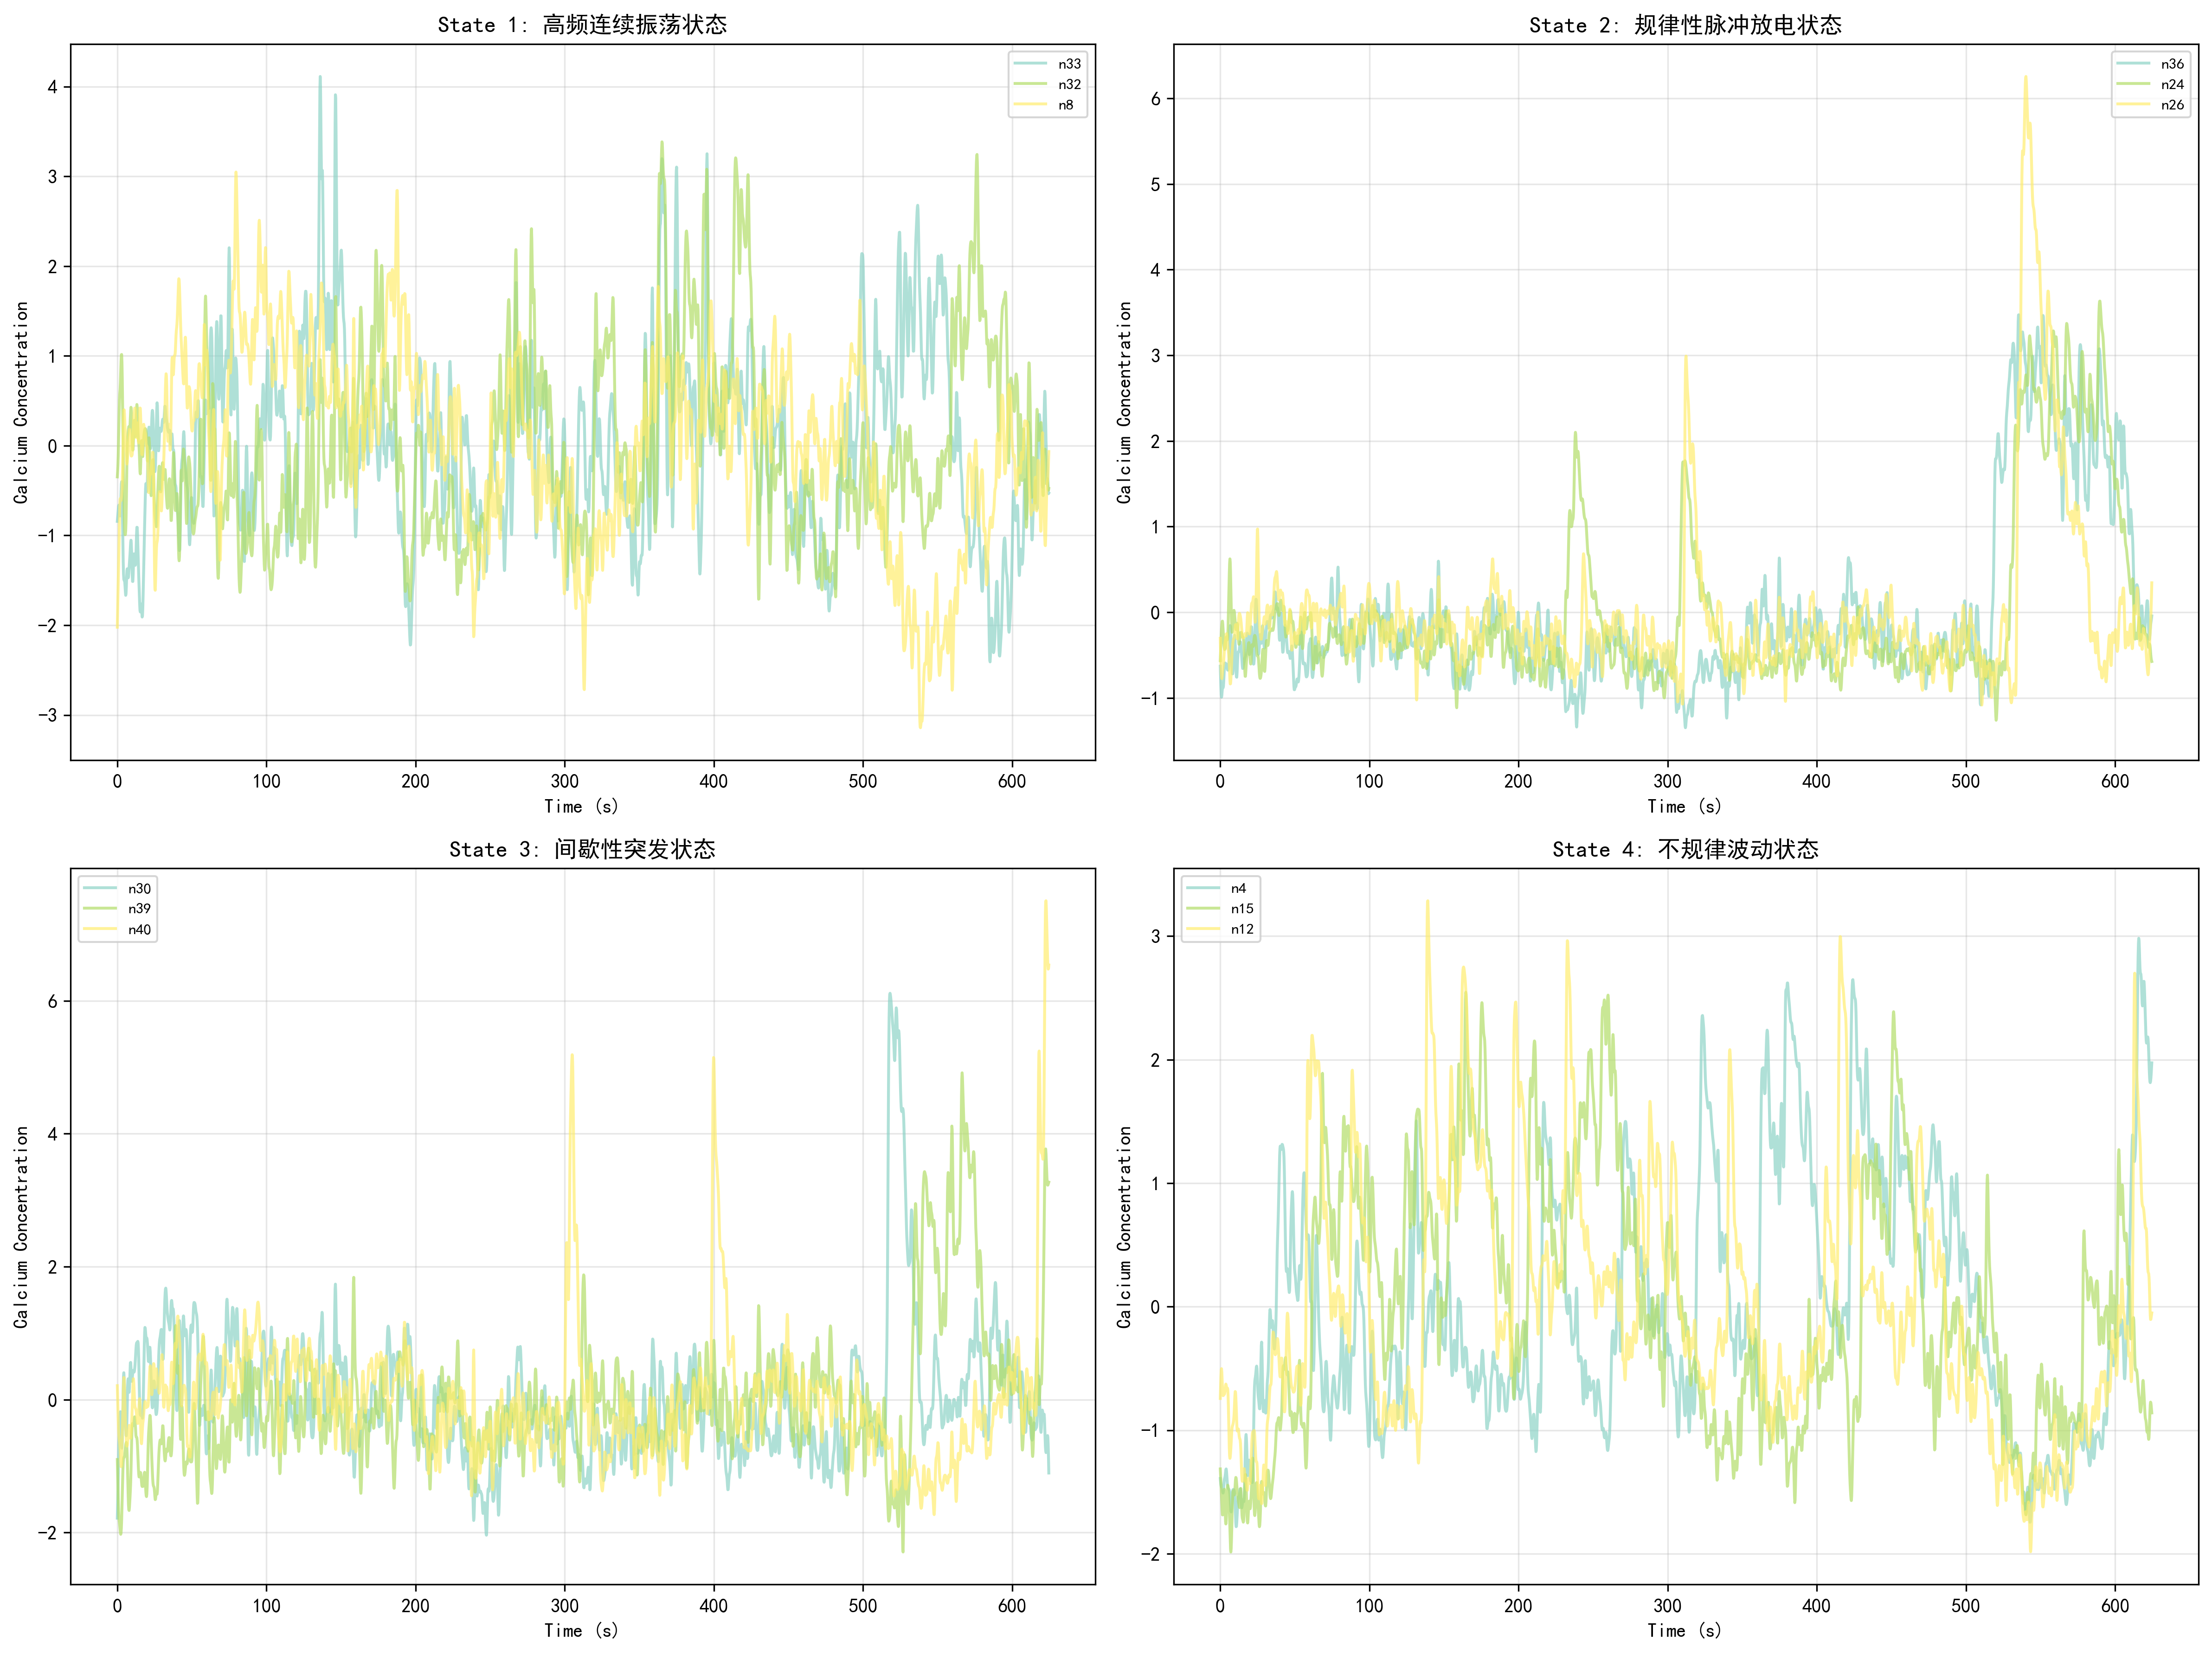 State 1: 高频连续振荡状态
n33
n32
n8
4
3
2
1
0
−1
−2
−3
Calcium Concentration
0 100 200 300 400 500 600
Time (s)
State 2: 规律性脉冲放电状态
n36
n24
n26
6
5
4
3
2
1
0
−1
Calcium Concentration
0 100 200 300 400 500 600
Time (s)
State 3: 间歇性突发状态
n30
n39
n40
6
4
2
0
−2
Calcium Concentration
0 100 200 300 400 500 600
Time (s)
State 4: 不规律波动状态
n4
n15
n12
3
2
1
0
−1
−2
Calcium Concentration
0 100 200 300 400 500 600
Time (s)